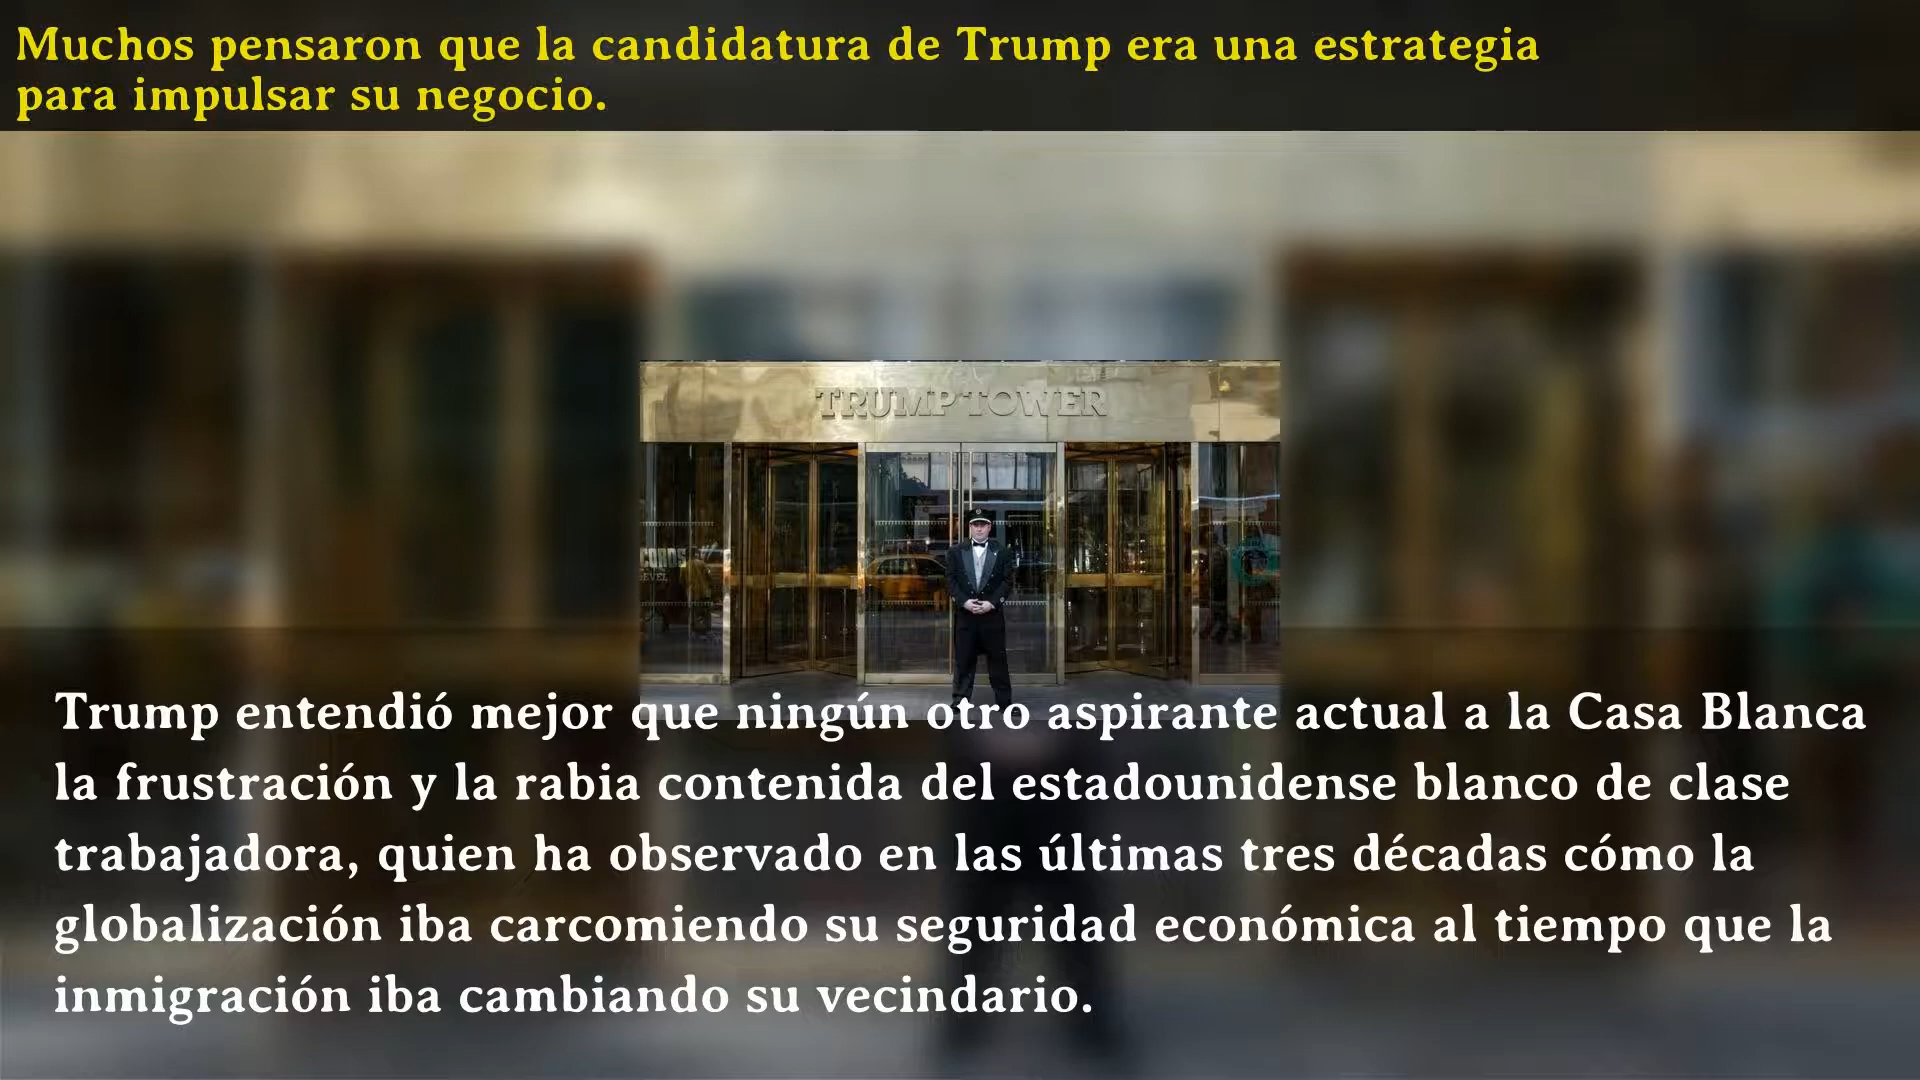 Muchos pensaron que la candidatura de Trump era una estrategia
para impulsar su negocio.
TRUMP TOWER
Trump entendió mejor que ningún otro aspirante actual a la Casa Blanca
la frustración y la rabia contenida del estadounidense blanco de clase
trabajadora, quien ha observado en las últimas tres décadas cómo la
globalización iba carcomiendo su seguridad económica al tiempo que la
inmigración iba cambiando su vecindario.